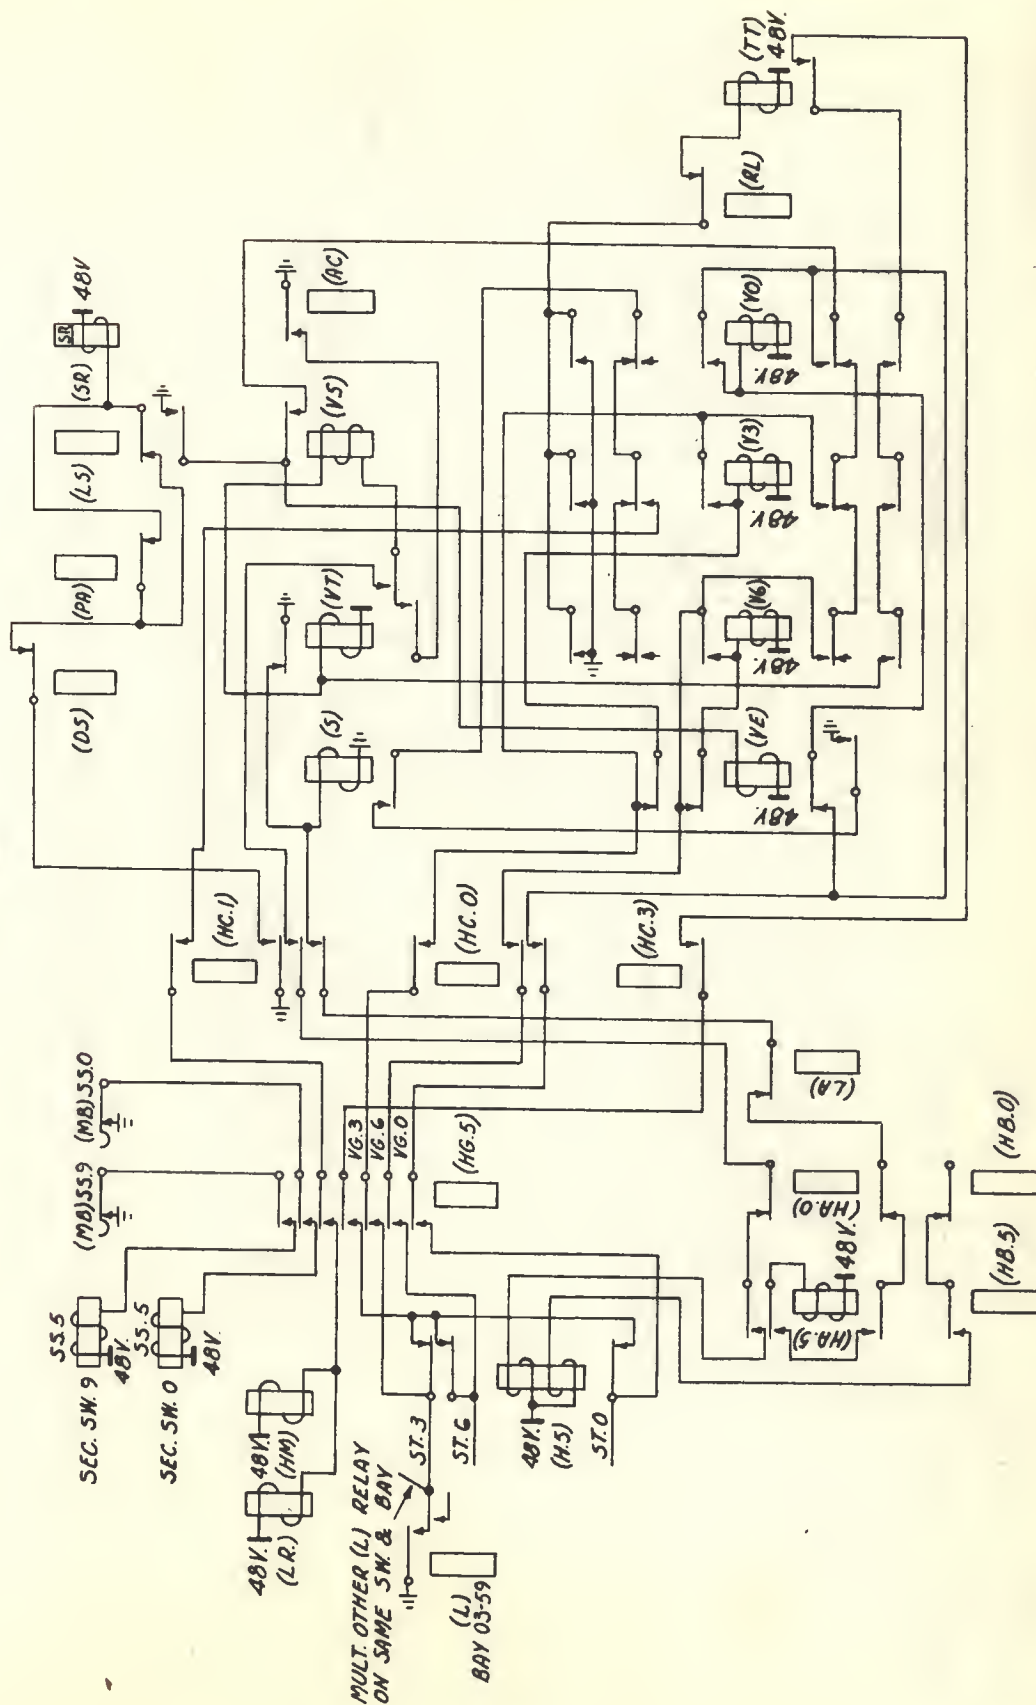 SEC. SW. 9
SS. 5
48V.
SEC. SW. 0
SS. 5
48V.
(MB) SS.9
(MB) SS.0
48V.
(LR.)
48V.
(HM)
MULT. OTHER (L) RELAY
ON SAME SW. & BAY
(L)
BAY 03-59
ST. 3
ST. 6
48V.
(H.5)
ST. 0
VG. 3
VG. 6
VG. 0
(HG.5)
(HC.1)
(HC.0)
(HC.3)
(LA)
(HA.0)
48V.
(HA.5)
(HB.5)
(HB.0)
(DS)
(PA)
(LS)
(SR)
SR
48V
(S)
(VT)
(VS)
(AC)
(VE)
48V.
(V6)
48V.
(V3)
48V.
(V0)
48V.
(RL)
(TT)
48V.